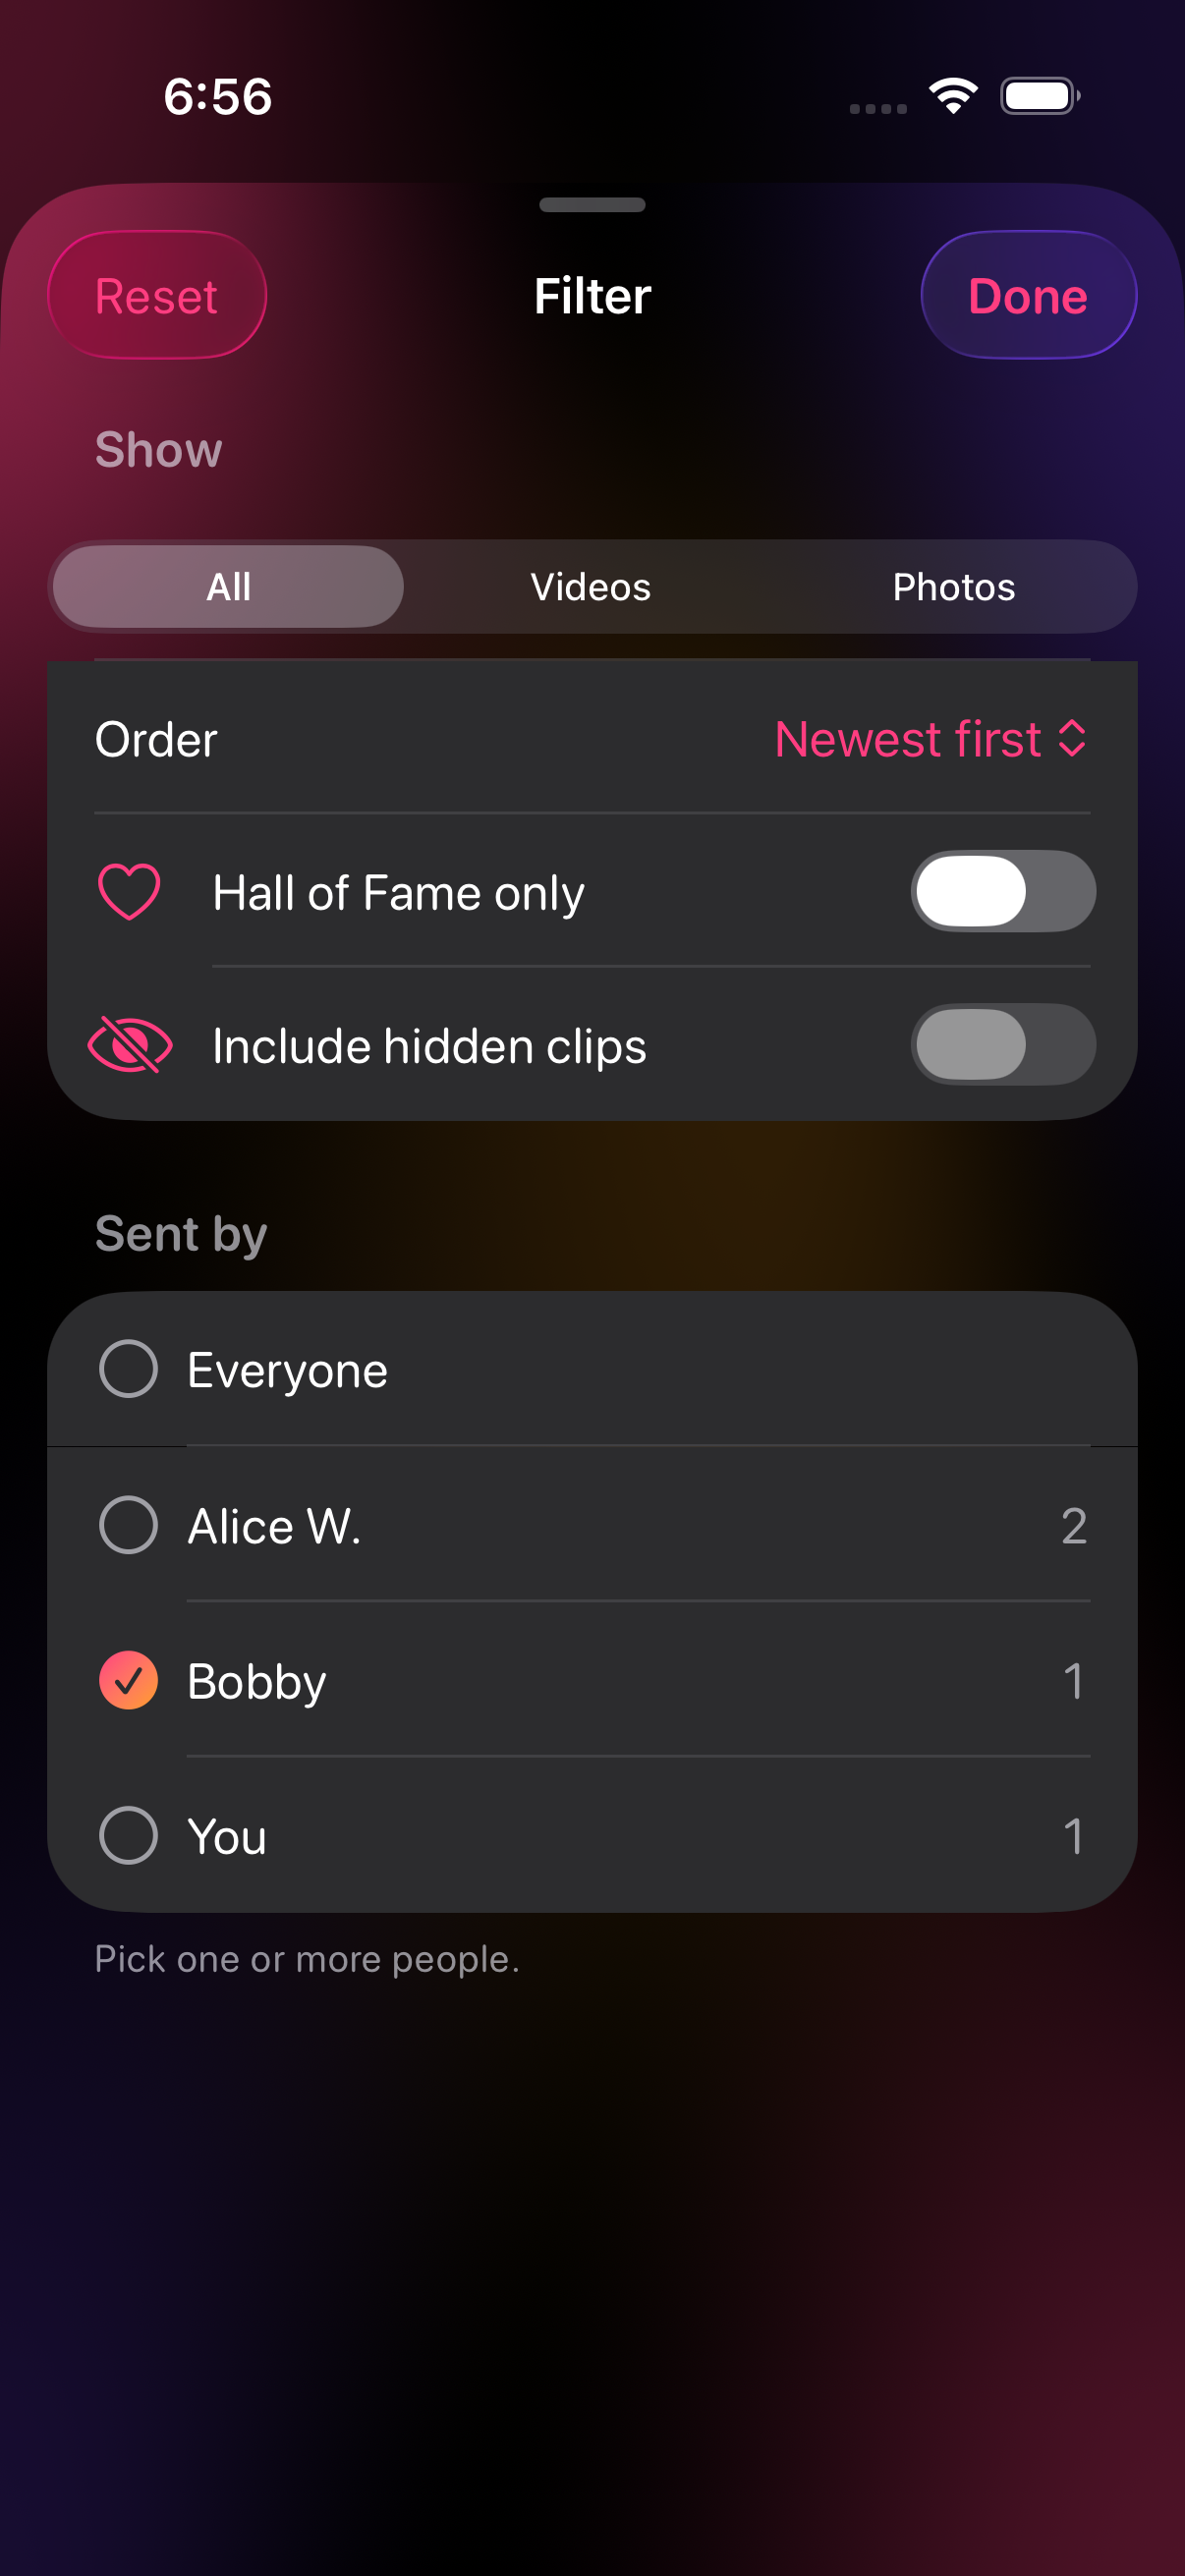 6:56
Reset
Filter
Done
Show
All
Videos
Photos
Order
Newest first
Hall of Fame only
Include hidden clips
Sent by
Everyone
Alice W.
2
Bobby
1
You
1
Pick one or more people.